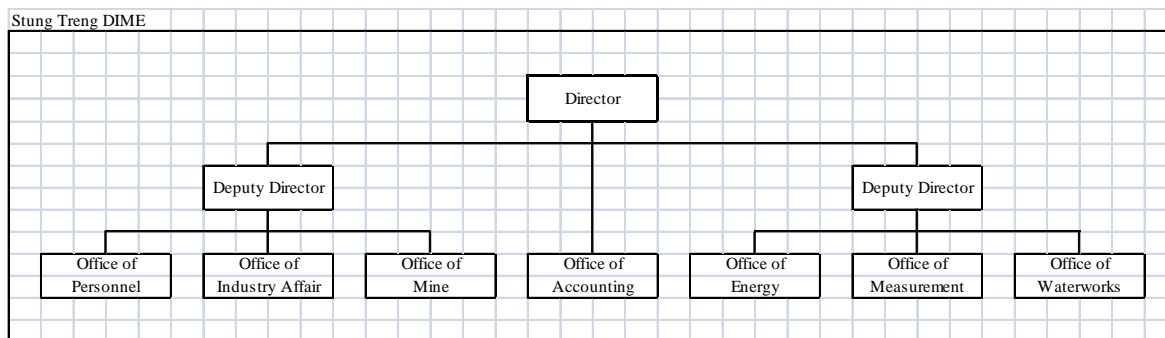 Stung Treng DIME
Director
Deputy Director
Deputy Director
Office of
Personnel
Office of
Industry Affair
Office of
Mine
Office of
Accounting
Office of
Energy
Office of
Measurement
Office of
Waterworks